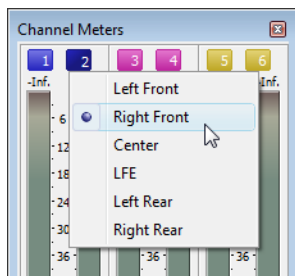 Channel Meters
1 2 3 4 5 6
-Inf. -Inf.
Left Front
- 6 Right Front
- 12 Center
- 18 LFE
- 24 Left Rear
- 30 Right Rear
- 36 - - 36 - - 36 -